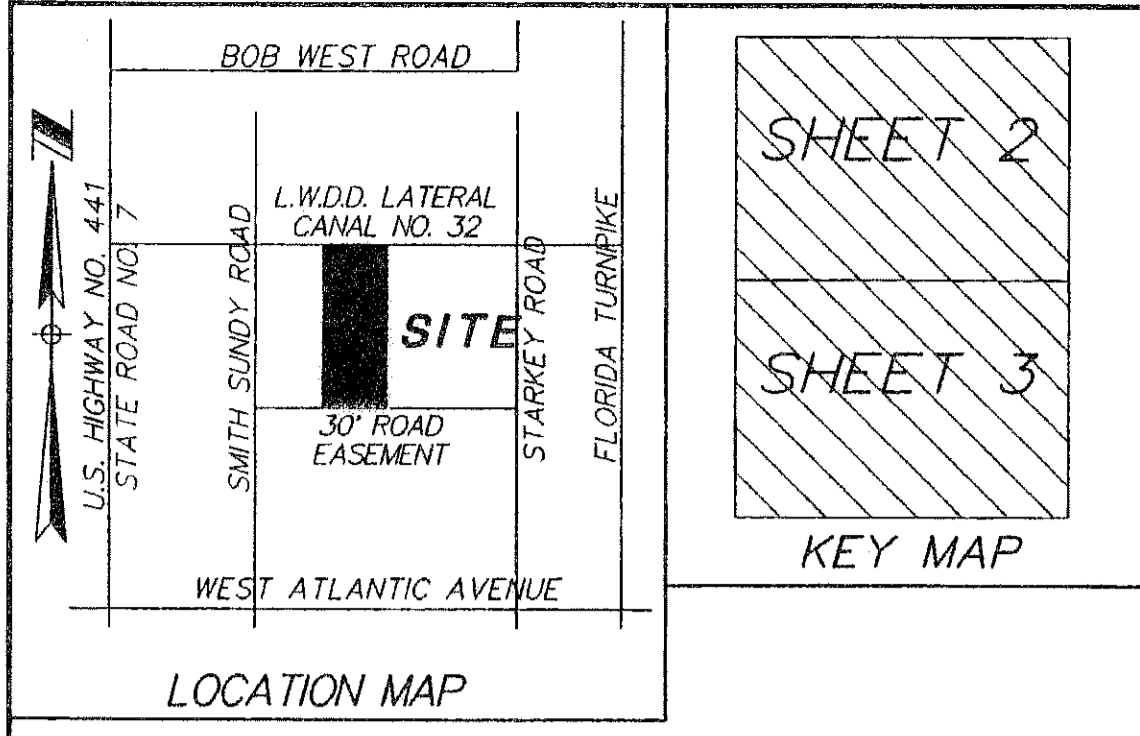 BOB WEST ROAD
N
U.S. HIGHWAY NO. 441
STATE ROAD NO. 7
SMITH SUNDY ROAD
L.W.D.D. LATERAL
CANAL NO. 32
SITE
30' ROAD
EASEMENT
STARKEY ROAD
FLORIDA TURNPIKE
WEST ATLANTIC AVENUE
LOCATION MAP
SHEET 2
SHEET 3
KEY MAP